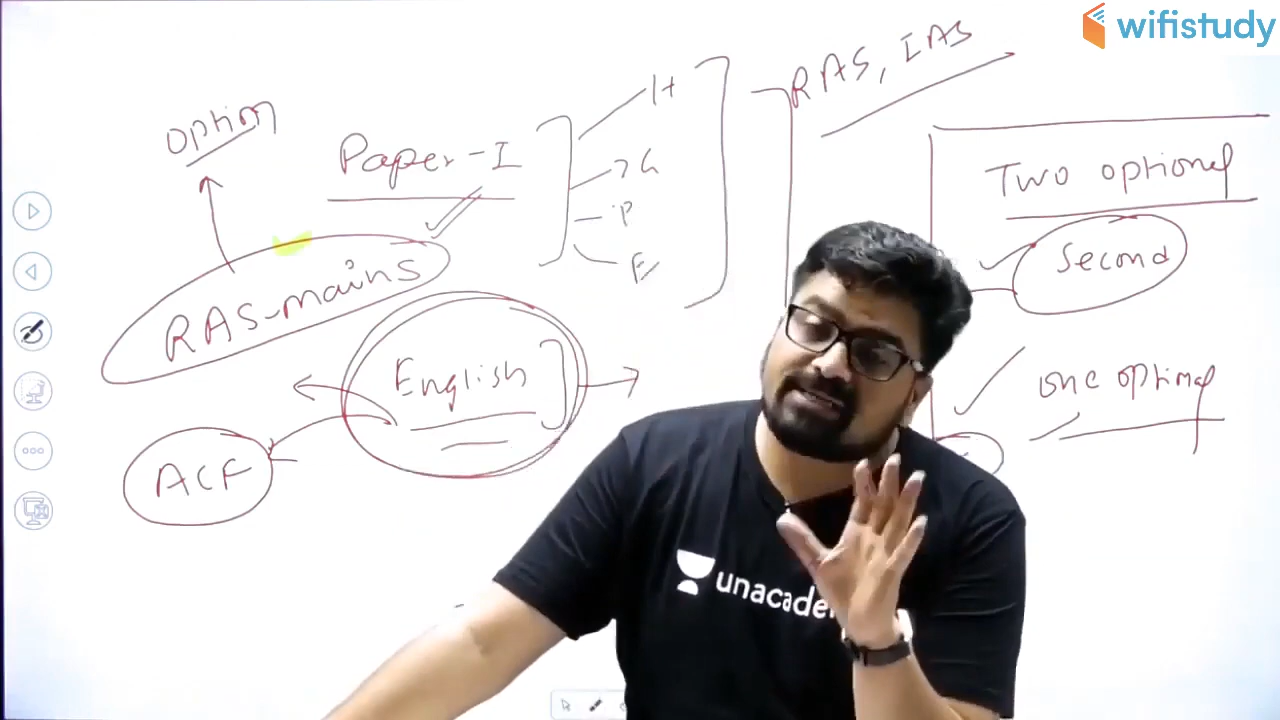 wifistudy
RAS, IAS
option
Paper-I
H
G
P
E
Two optional
Second
RAS-mains
English
one optional
ACF
unacade